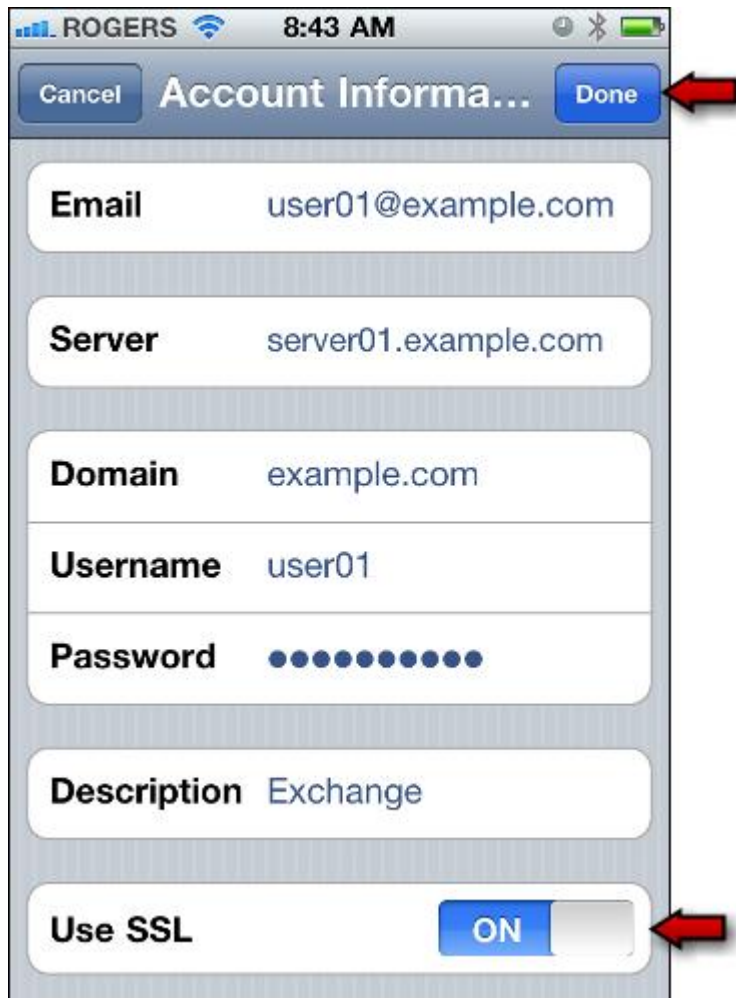 ROGERS 8:43 AM
Cancel Account Informa... Done
Email user01@example.com
Server server01.example.com
Domain example.com
Username user01
Password ●●●●●●●●●●
Description Exchange
Use SSL ON